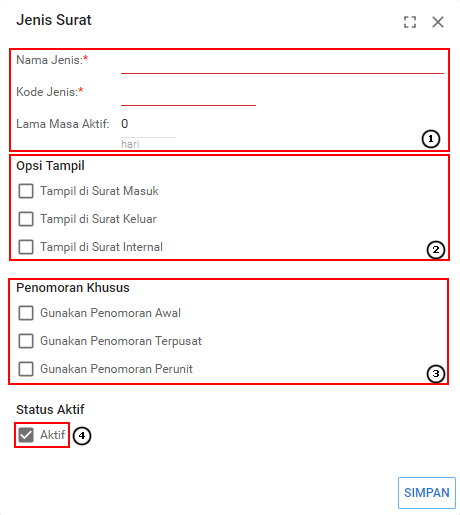 Jenis Surat
Nama Jenis:*
Kode Jenis:*
Lama Masa Aktif: 0
hari
1
Opsi Tampil
Tampil di Surat Masuk
Tampil di Surat Keluar
Tampil di Surat Internal
2
Penomoran Khusus
Gunakan Penomoran Awal
Gunakan Penomoran Terpusat
Gunakan Penomoran Perunit
3
Status Aktif
Aktif 4
SIMPAN